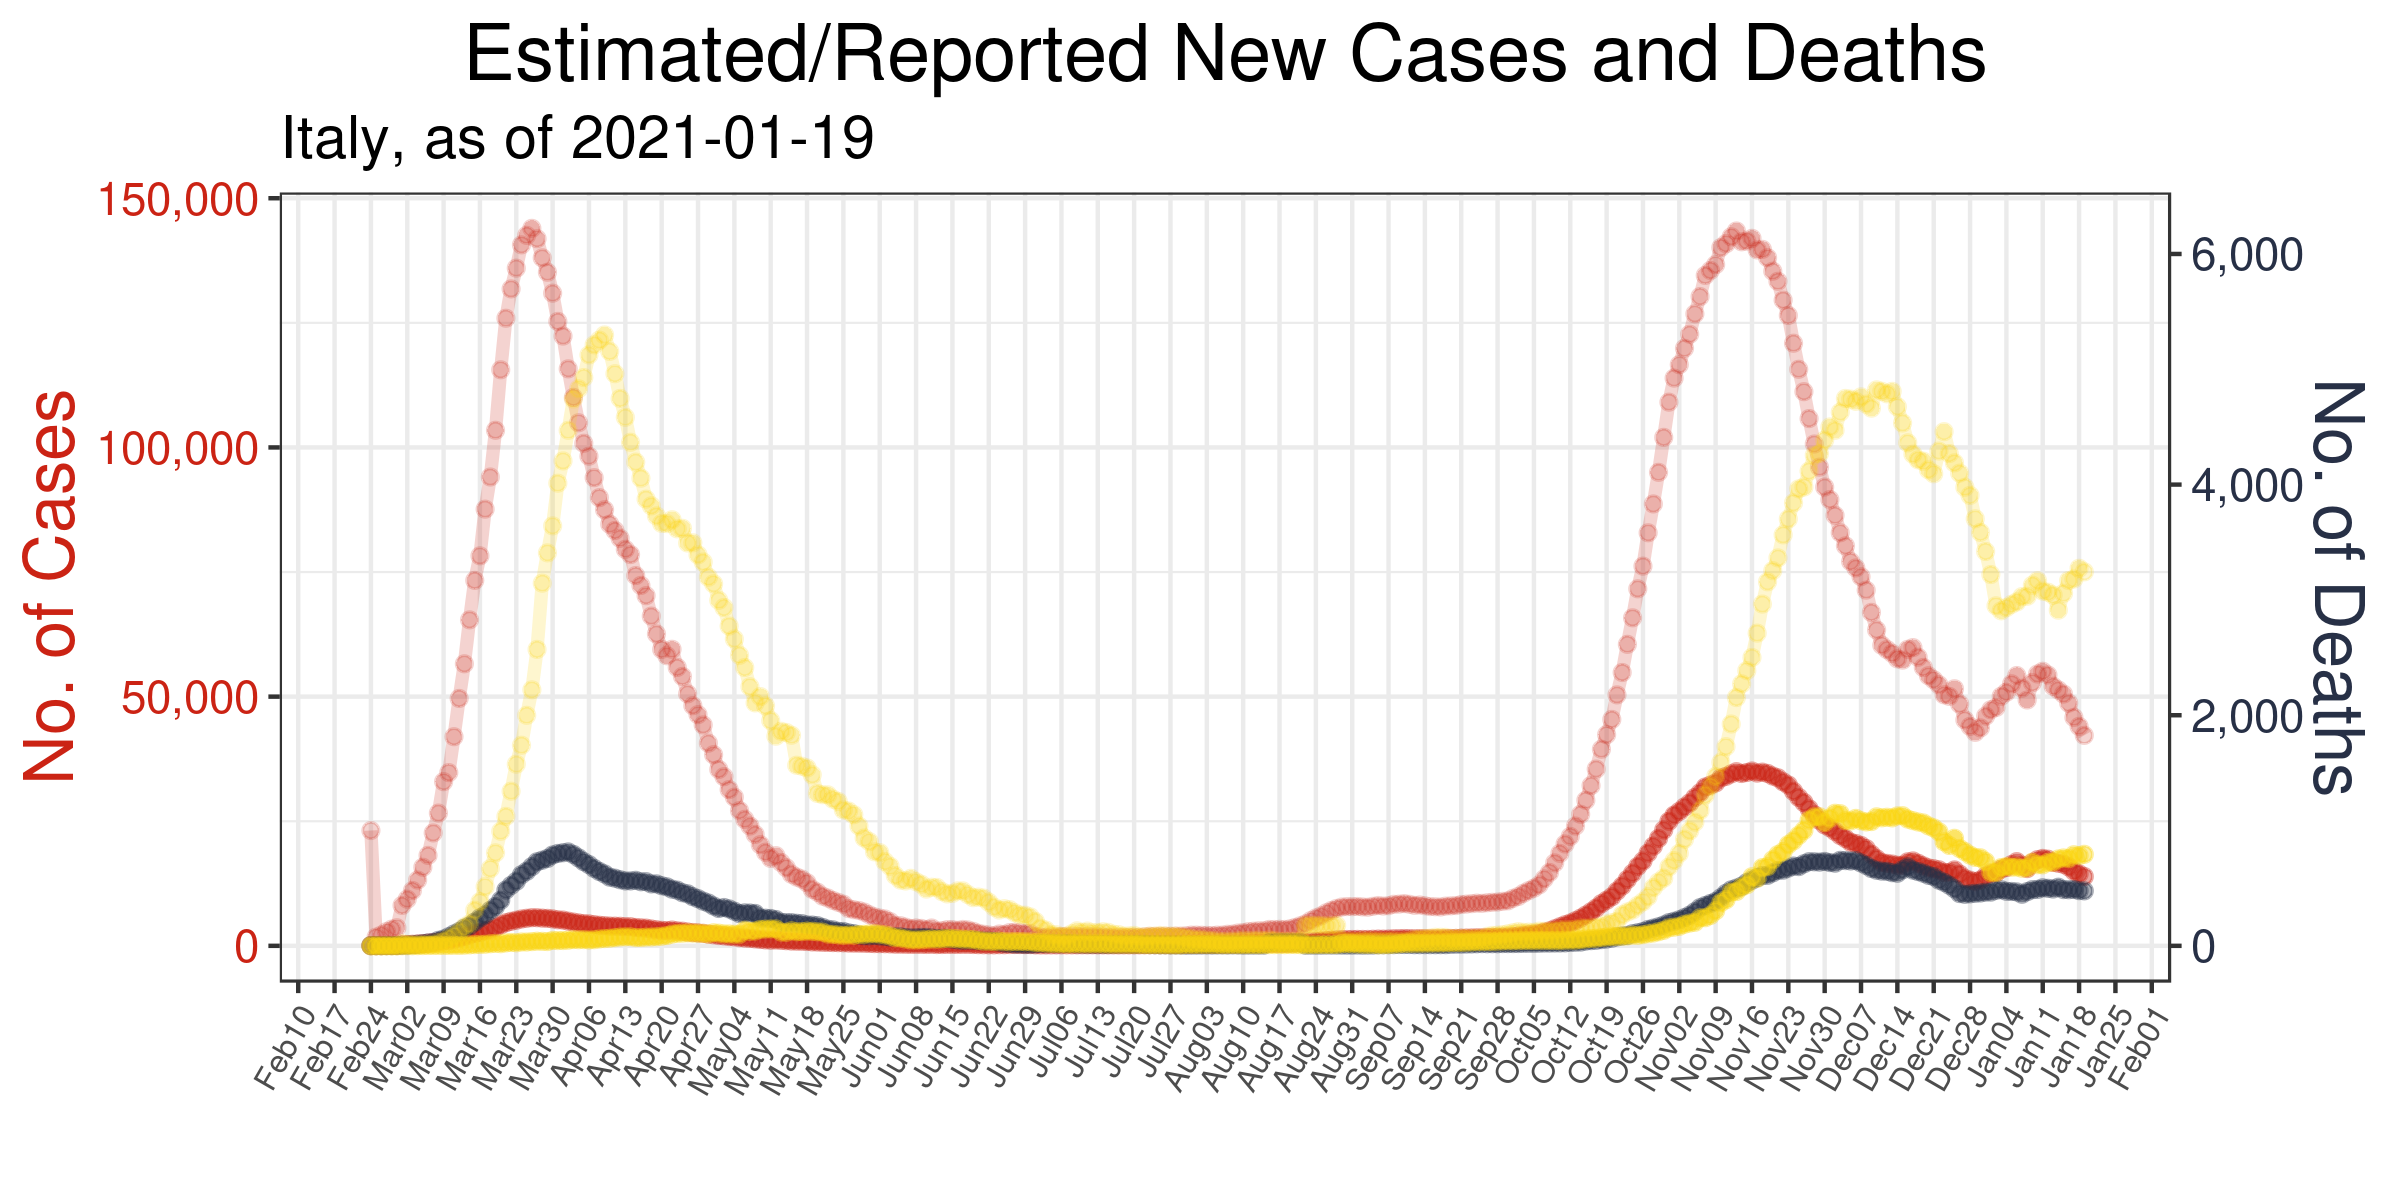 Estimated/Reported New Cases and Deaths
Italy, as of 2021-01-19
No. of Cases
150,000
100,000
50,000
0
6,000
4,000
2,000
0
No. of Deaths
Feb10
Feb17
Feb24
Mar02
Mar09
Mar16
Mar23
Mar30
Apr06
Apr13
Apr20
Apr27
May04
May11
May18
May25
Jun01
Jun08
Jun15
Jun22
Jun29
Jul06
Jul13
Jul20
Jul27
Aug03
Aug10
Aug17
Aug24
Aug31
Sep07
Sep14
Sep21
Sep28
Oct05
Oct12
Oct19
Oct26
Nov02
Nov09
Nov16
Nov23
Nov30
Dec07
Dec14
Dec21
Dec28
Jan04
Jan11
Jan18
Jan25
Feb01